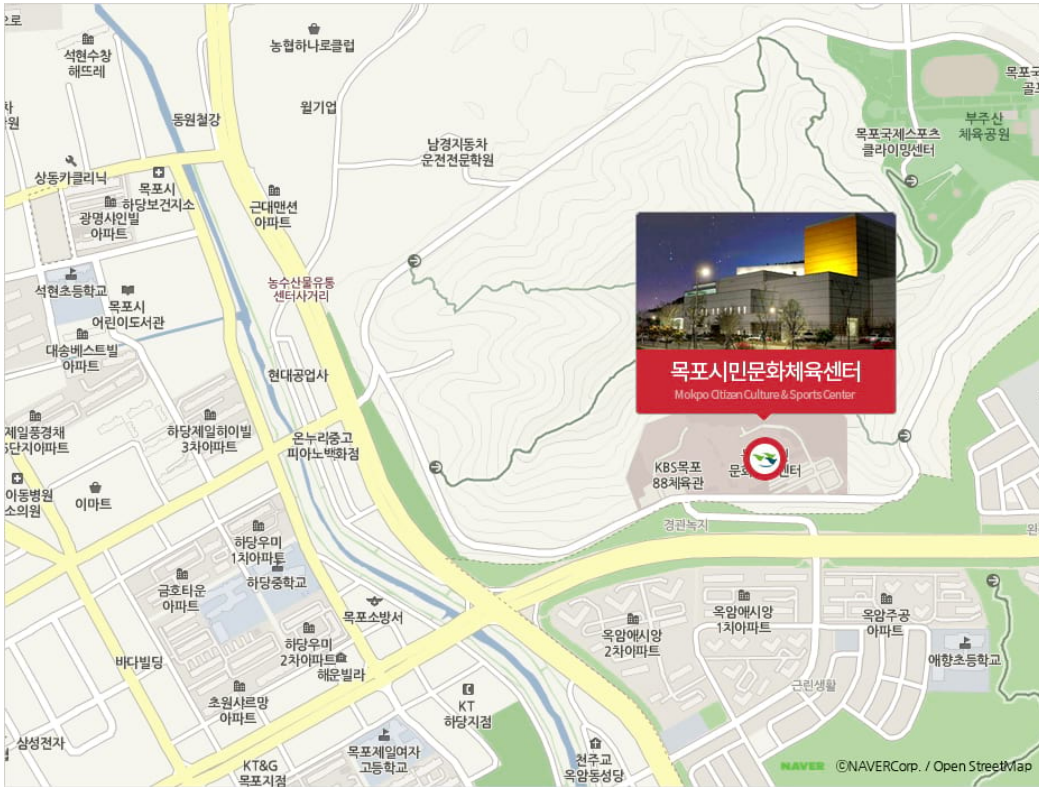 으로
석현수창
해뜨레
농협하나로클럽
윌기업
동원철강
남경자동차
운전전문학원
목포국
골프
부주산
체육공원
목포국제스포츠
클라이밍센터
상동카클리닉
목포시
하당보건지소
광명샤인빌
아파트
근대맨션
아파트
농수산물유통
센터사거리
석현초등학교
목포시
어린이도서관
대송베스트빌
아파트
현대공업사
목포시민문화체육센터
Mokpo Citizen Culture & Sports Center
제일풍경채
5단지아파트
하당제일하이빌
3차아파트
온누리중고
피아노백화점
KBS목포
88체육관
아동병원
소의원
이마트
경관녹지
하당우미
1차아파트
하당중학교
금호타운
아파트
목포소방서
옥암애시앙
1차아파트
옥암주공
아파트
옥암애시앙
2차아파트
하당우미
2차아파트
해운빌라
바다빌딩
애향초등학교
근린생활
초원샤르망
아파트
KT
하당지점
삼성전자
목포제일여자
고등학교
KT&G
목포지점
천주교
옥암동성당
NAVER ©NAVERCorp. / Open StreetMap